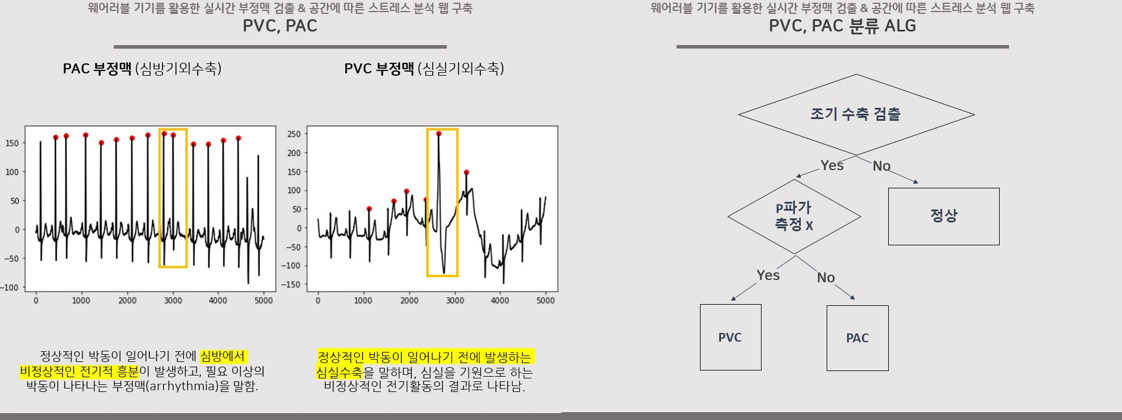 웨어러블 기기를 활용한 실시간 부정맥 검출 & 공간에 따른 스트레스 분석 웹 구축
PVC, PAC
PAC 부정맥 (심방기외수축)
PVC 부정맥 (심실기외수축)
150
100
50
0
−50
−100
0
1000
2000
3000
4000
5000
250
200
150
100
50
0
−50
−100
−150
0
1000
2000
3000
4000
5000
정상적인 박동이 일어나기 전에 심방에서
비정상적인 전기적 흥분이 발생하고, 필요 이상의
박동이 나타나는 부정맥(arrhythmia)을 말함.
정상적인 박동이 일어나기 전에 발생하는
심실수축을 말하며, 심실을 기원으로 하는
비정상적인 전기활동의 결과로 나타남.
웨어러블 기기를 활용한 실시간 부정맥 검출 & 공간에 따른 스트레스 분석 웹 구축
PVC, PAC 분류 ALG
조기 수축 검출
Yes
No
P파가
측정 X
정상
Yes
No
PVC
PAC